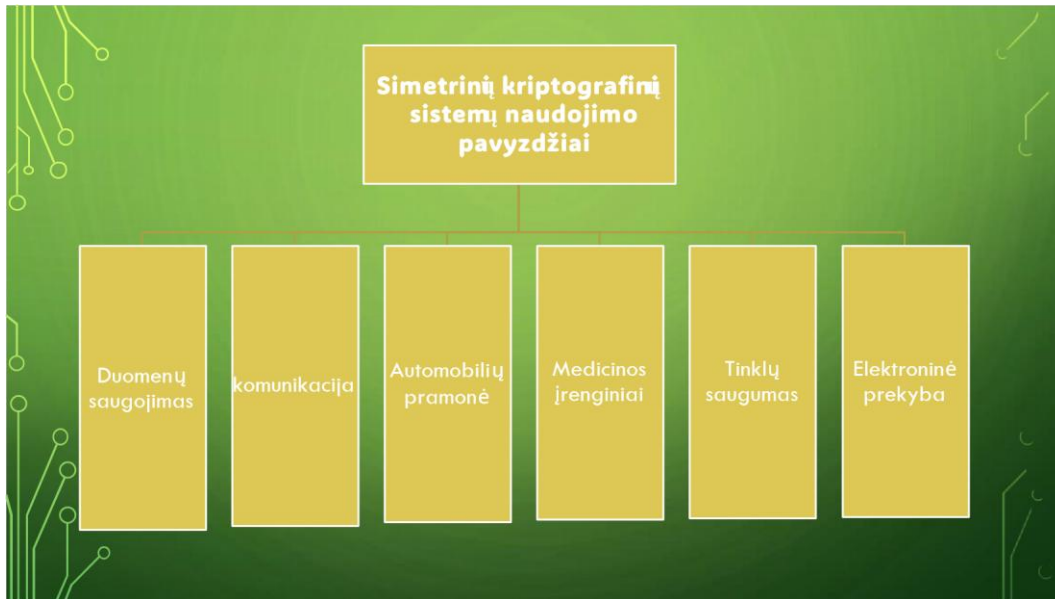 Simetrinių kriptografinių
sistemų naudojimo
pavyzdžiai
Duomenų
saugojimas
komunikacija
Automobilių
pramonė
Medicinos
įrenginiai
Tinklų
saugumas
Elektroninė
prekyba